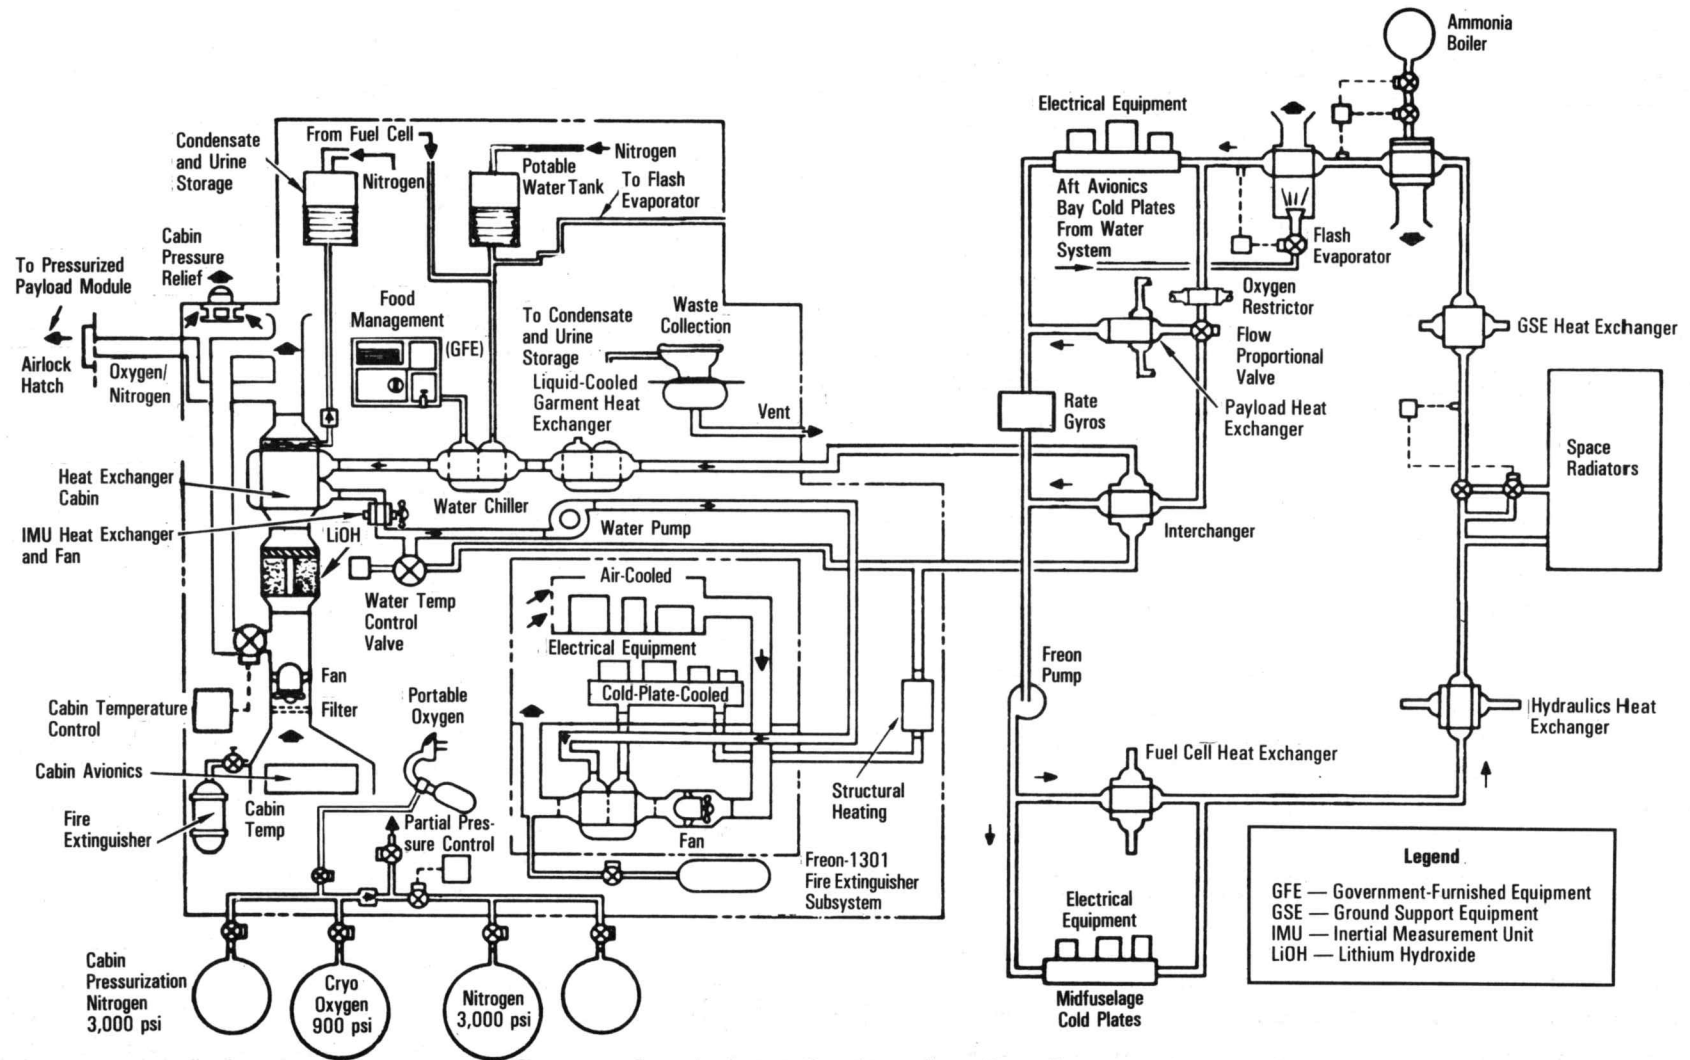 Ammonia
Boiler
Electrical Equipment
Condensate
and Urine
Storage
From Fuel Cell
Nitrogen
Potable
Water Tank
Nitrogen
To Flash
Evaporator
Aft Avionics
Bay Cold Plates
From Water
System
Flash
Evaporator
Cabin
Pressure
Relief
To Pressurized
Payload Module
Airlock
Hatch
Oxygen/
Nitrogen
Food
Management
(GFE)
To Condensate
and Urine
Storage
Waste
Collection
Liquid-Cooled
Garment Heat
Exchanger
Vent
Oxygen
Restrictor
Flow
Proportional
Valve
GSE Heat Exchanger
Rate
Gyros
Payload Heat
Exchanger
Space
Radiators
Heat Exchanger
Cabin
IMU Heat Exchanger
and Fan
LiOH
Water Chiller
Water Pump
Interchanger
Water Temp
Control
Valve
Air-Cooled
Electrical Equipment
Cold-Plate-Cooled
Freon
Pump
Fan
Filter
Cabin Temperature
Control
Portable
Oxygen
Hydraulics Heat
Exchanger
Cabin Avionics
Fire
Extinguisher
Cabin
Temp
Partial Pres-
sure Control
Fan
Structural
Heating
Fuel Cell Heat Exchanger
Freon-1301
Fire Extinguisher
Subsystem
Electrical
Equipment
Midfuselage
Cold Plates
Cabin
Pressurization
Nitrogen
3,000 psi
Cryo
Oxygen
900 psi
Nitrogen
3,000 psi
Legend
GFE — Government-Furnished Equipment
GSE — Ground Support Equipment
IMU — Inertial Measurement Unit
LiOH — Lithium Hydroxide